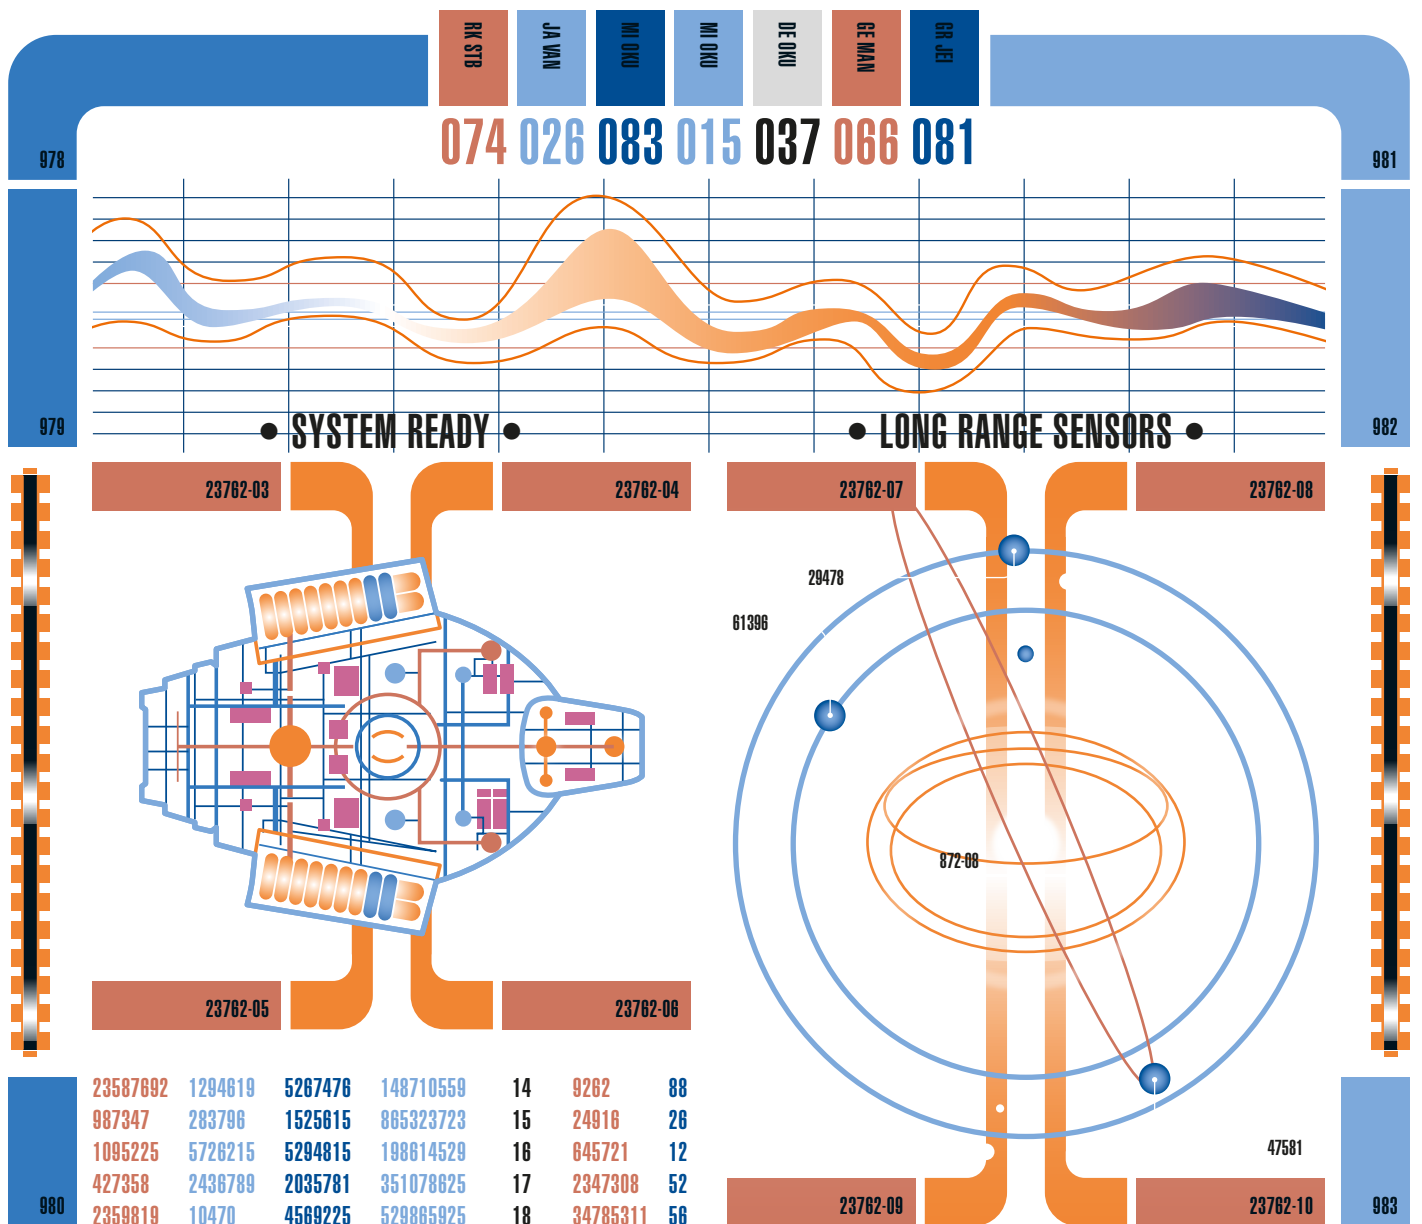 RK STB
JA VAN
MI OKU
MI OKU
DE OKU
GE MAN
GR JEI
074 026 083 015 037 066 081
978
981
979
982
• SYSTEM READY •
• LONG RANGE SENSORS •
23762-03
23762-04
23762-07
23762-08
29478
61396
872-08
47581
23762-05
23762-06
23587692 1294619 5267476 148710559 14 9262 88
987347 283796 1525615 865323723 15 24916 26
1095225 5726215 5294815 198614529 16 645721 12
427358 2436789 2035781 351078625 17 2347308 52
2359819 10470 4569225 529865925 18 34785311 56
980
23762-09
23762-10
983